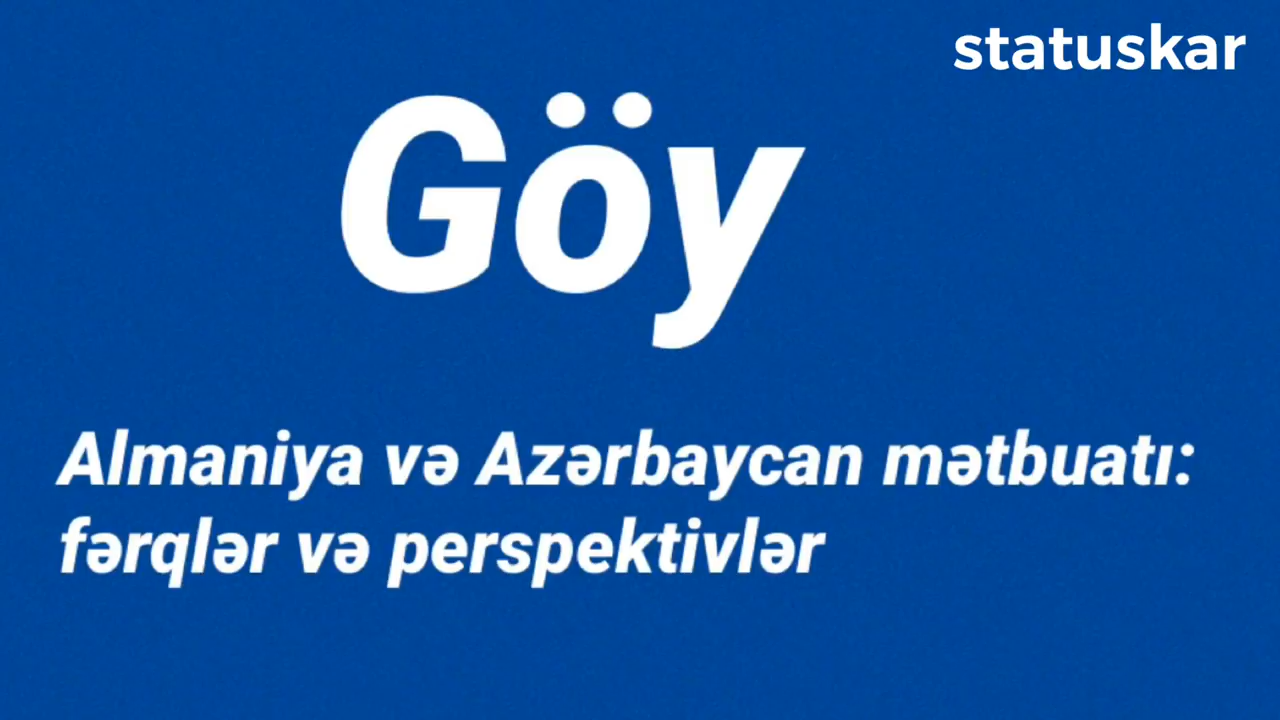 statuskar
Göy
Almaniya və Azərbaycan mətbuatı:
fərqlər və perspektivlər